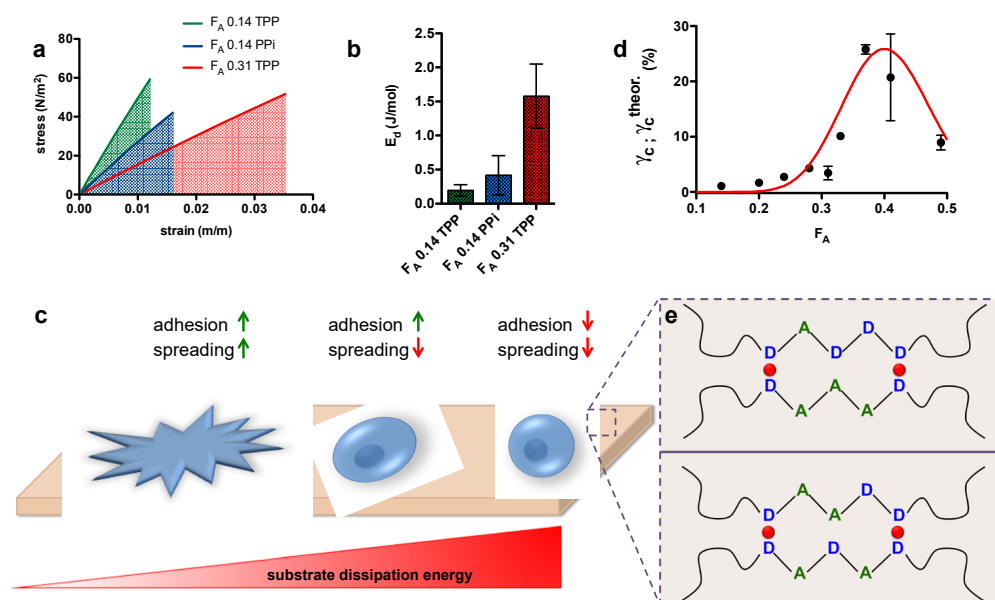 a
F_A 0.14 TPP
F_A 0.14 PPi
F_A 0.31 TPP
stress (N/m²)
80
60
40
20
0
0.00 0.01 0.02 0.03 0.04
strain (m/m)
b
E_d (J/mol)
2.5
2.0
1.5
1.0
0.5
0.0
F_A 0.14 TPP
F_A 0.14 PPi
F_A 0.31 TPP
d
γ_C ; γ_C^theor. (%)
30
20
10
0
0.1 0.2 0.3 0.4 0.5
F_A
c
adhesion ↑
spreading ↑
adhesion ↑
spreading ↓
adhesion ↓
spreading ↓
substrate dissipation energy
e
A D
D D D
D D
A A A
A D
D A D
D D D
A A